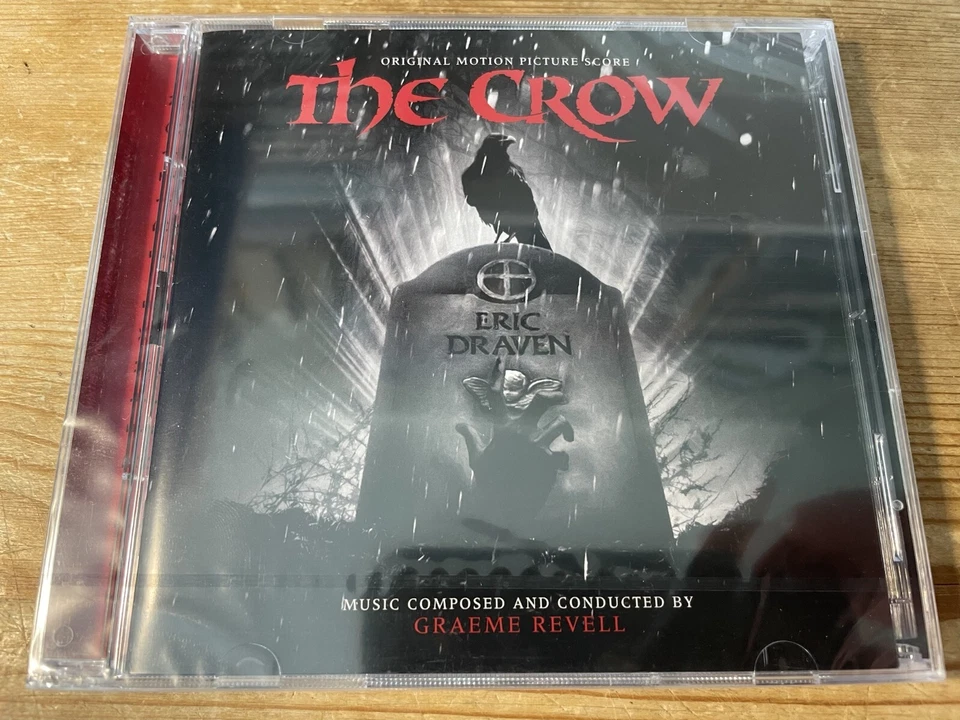 ORIGINAL MOTION PICTURE SCORE
The CROW
ERIC
DRAVEN
MUSIC COMPOSED AND CONDUCTED BY
GRAEME REVELL